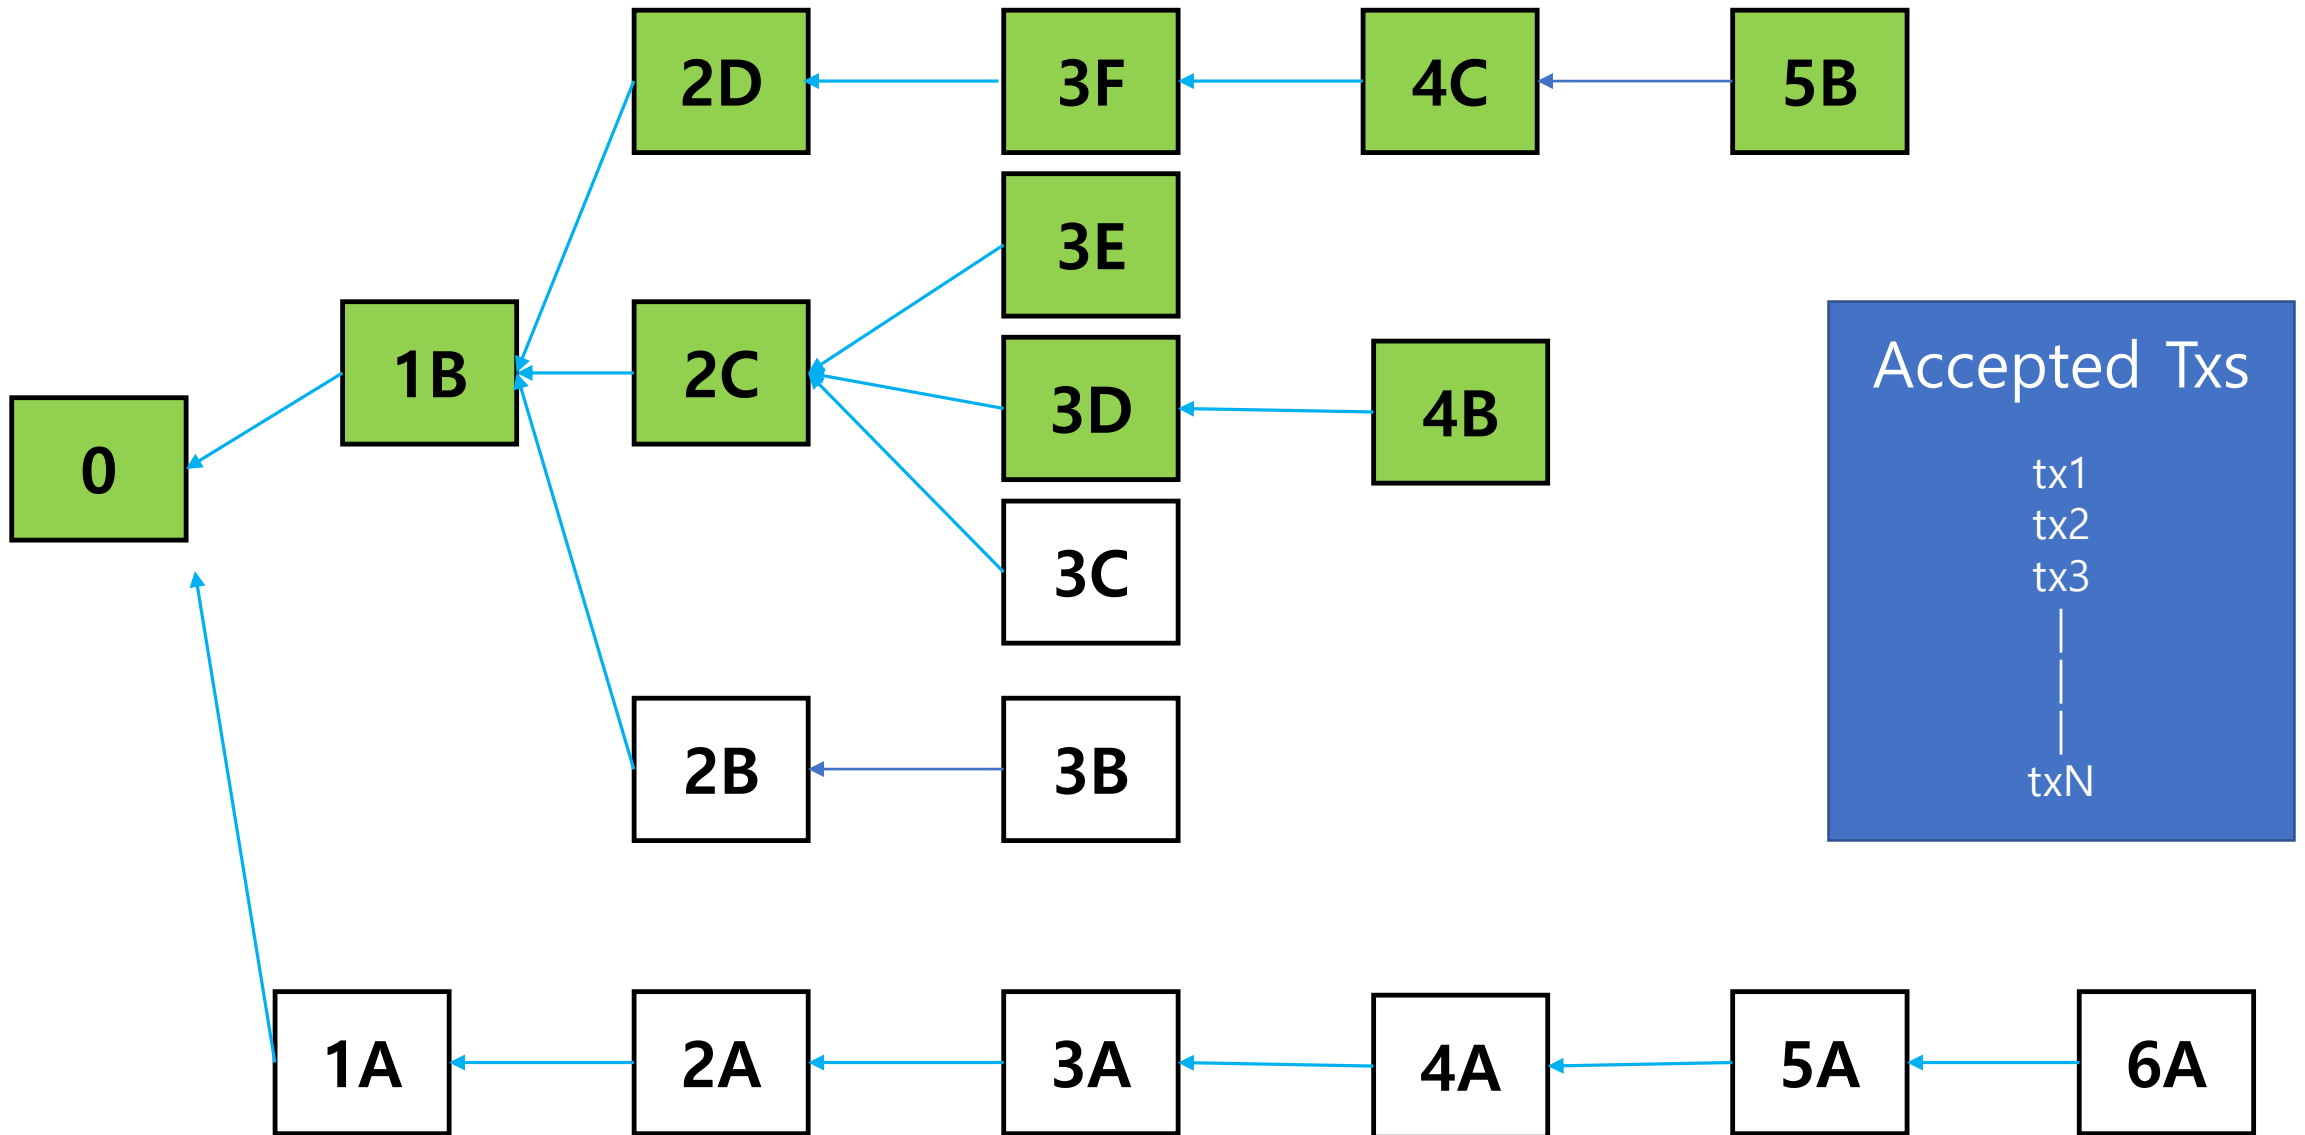 2D
3F
4C
5B
3E
1B
2C
3D
4B
0
3C
2B
3B
1A
2A
3A
4A
5A
6A
Accepted Txs
tx1
tx2
tx3
|
|
|
txN